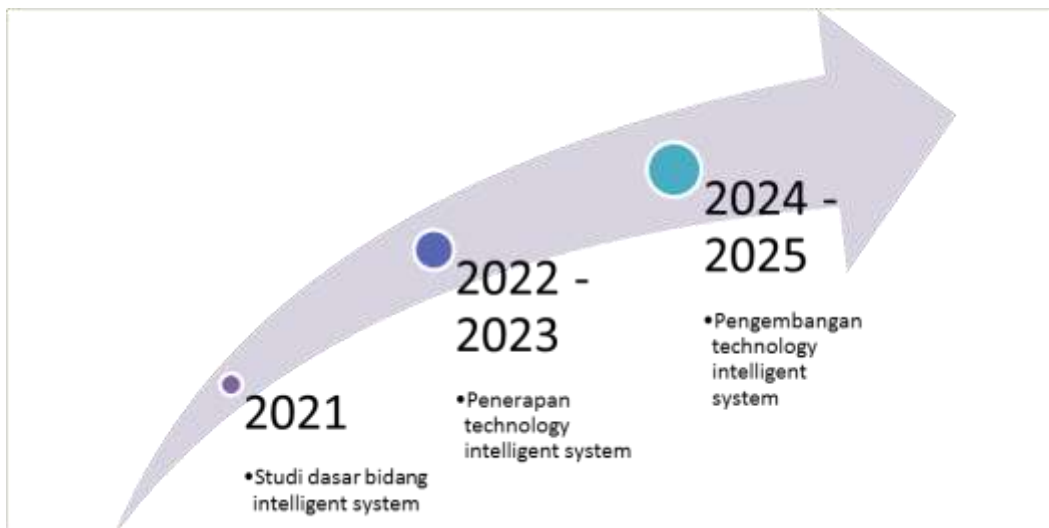 2021
•Studi dasar bidang
intelligent system
2022 -
2023
•Penerapan
technology
intelligent system
2024 -
2025
•Pengembangan
technology
intelligent
system